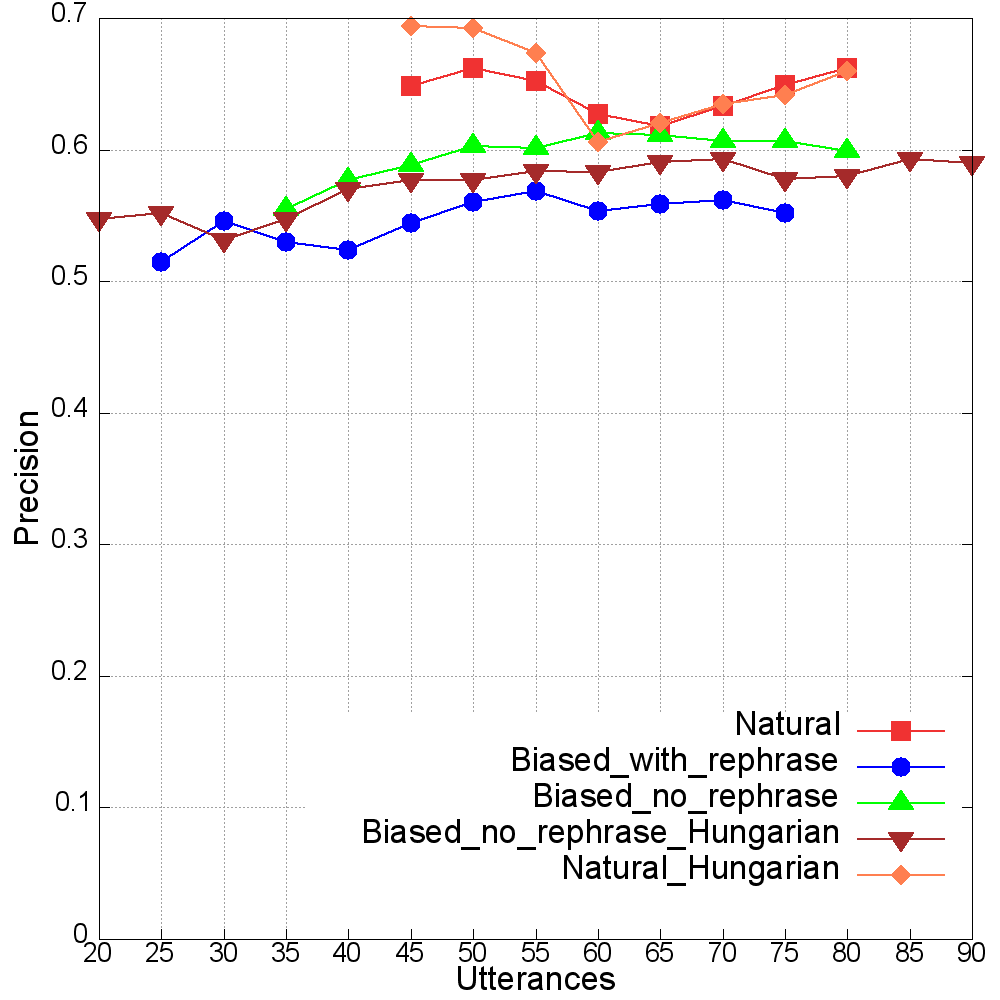 0.7
0.6
0.5
0.4
0.3
0.2
0.1
0
Precision
Natural
Biased_with_rephrase
Biased_no_rephrase
Biased_no_rephrase_Hungarian
Natural_Hungarian
20 25 30 35 40 45 50 55 60 65 70 75 80 85 90
Utterances